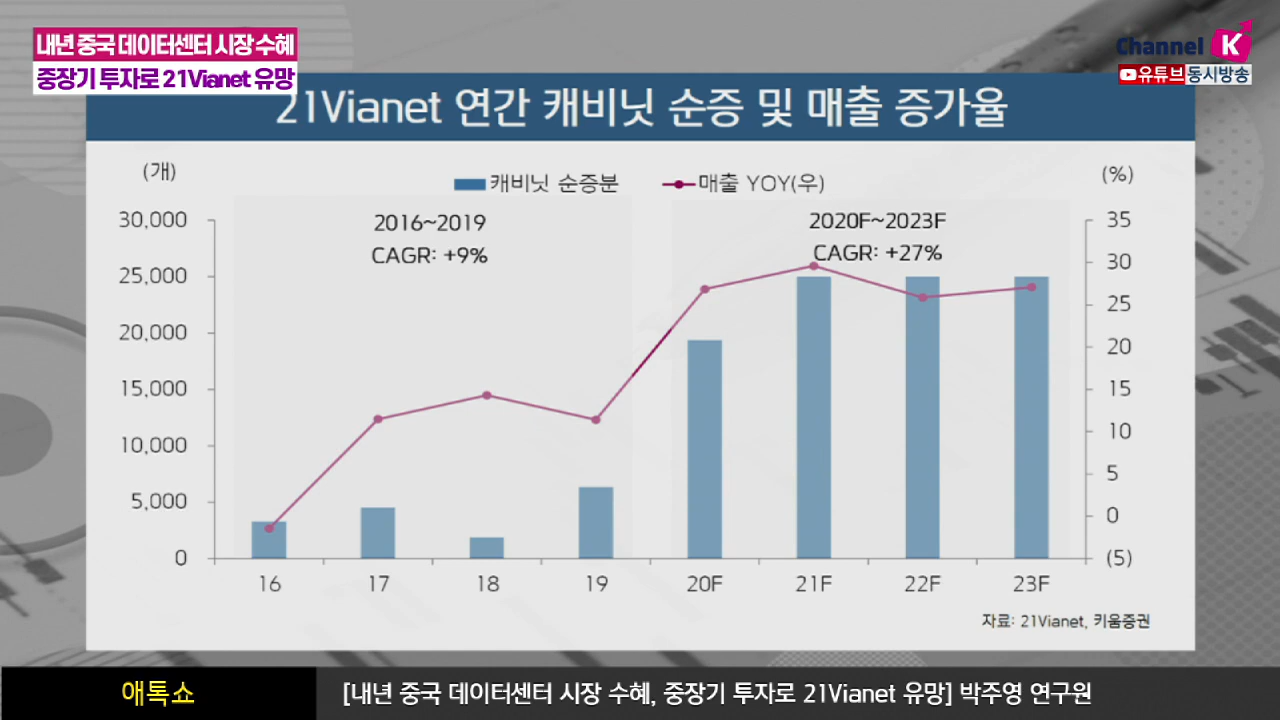 내년 중국 데이터센터 시장 수혜
중장기 투자로 21Vianet 유망
Channel K
유튜브동시방송
21Vianet 연간 캐비닛 순증 및 매출 증가율
(개)
(%)
캐비닛 순증분
매출 YOY(우)
2016~2019
CAGR: +9%
2020F~2023F
CAGR: +27%
30,000
25,000
20,000
15,000
10,000
5,000
0
35
30
25
20
15
10
5
0
(5)
16 17 18 19 20F 21F 22F 23F
자료: 21Vianet, 키움증권
애톡쇼
[내년 중국 데이터센터 시장 수혜, 중장기 투자로 21Vianet 유망] 박주영 연구원